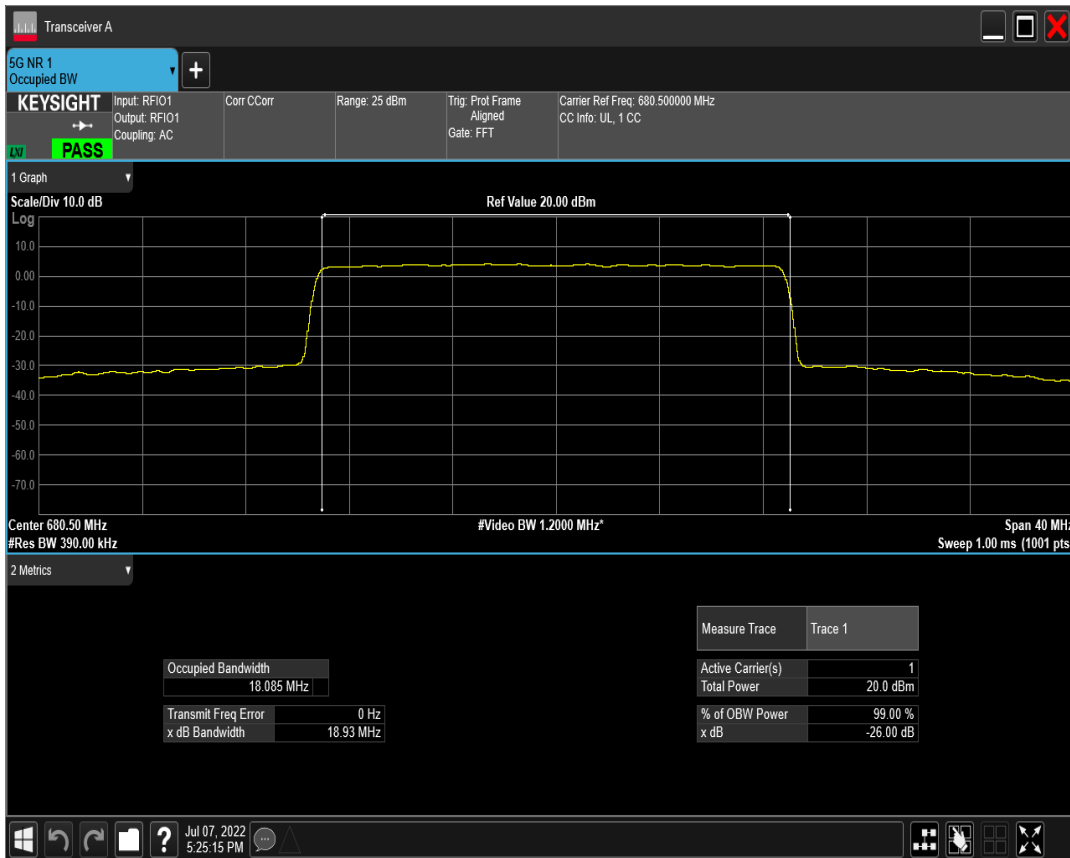 Transceiver A
5G NR 1
Occupied BW
+
KEYSIGHT
LXI
PASS
Input: RFIO1
Output: RFIO1
Coupling: AC
Corr CCorr
Range: 25 dBm
Trig: Prot Frame
Aligned
Gate: FFT
Carrier Ref Freq: 680.500000 MHz
CC Info: UL, 1 CC
1 Graph
Scale/Div 10.0 dB
Ref Value 20.00 dBm
Log
10.0
0.00
-10.0
-20.0
-30.0
-40.0
-50.0
-60.0
-70.0
Center 680.50 MHz
#Video BW 1.2000 MHz*
Span 40 MHz
#Res BW 390.00 kHz
Sweep 1.00 ms (1001 pts
2 Metrics
Measure Trace Trace 1
Occupied Bandwidth
18.085 MHz
Active Carrier(s) 1
Total Power 20.0 dBm
Transmit Freq Error 0 Hz
x dB Bandwidth 18.93 MHz
% of OBW Power 99.00 %
x dB -26.00 dB
?
Jul 07, 2022
5:25:15 PM